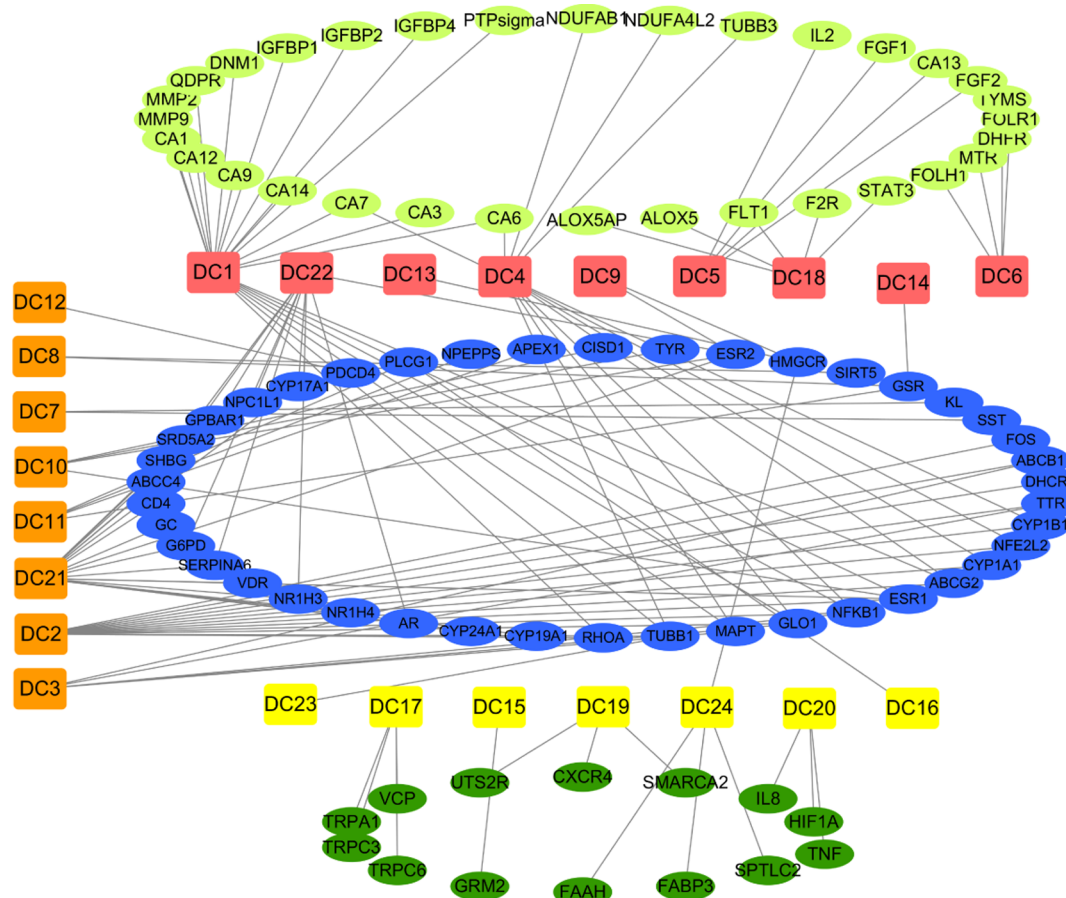 IGFBP4
PTPsigma
NDUFAB1
NDUFA4L2
TUBB3
IGFBP2
IL2
IGFBP1
FGF1
DNM1
CA13
QDPR
FGF2
MMP2
TYMS
MMP9
FOLR1
CA1
DHFR
CA12
MTR
CA9
FOLH1
CA14
STAT3
CA7
F2R
CA3
CA6
ALOX5AP
ALOX5
FLT1
DC1
DC22
DC13
DC4
DC9
DC5
DC18
DC14
DC6
DC12
DC8
DC7
DC10
DC11
DC21
DC2
DC3
NPEPPS
APEX1
CISD1
TYR
ESR2
PLCG1
HMGCR
PDCD4
SIRT5
CYP17A1
GSR
NPC1L1
KL
GPBAR1
SST
SRD5A2
FOS
SHBG
ABCB1
ABCC4
DHCR
CD4
TTR
GC
CYP1B1
G6PD
NFE2L2
SERPINA6
CYP1A1
VDR
ABCG2
NR1H3
ESR1
NR1H4
NFKB1
AR
GLO1
CYP24A1
MAPT
CYP19A1
RHOA
TUBB1
DC23
DC17
DC15
DC19
DC24
DC20
DC16
UTS2R
CXCR4
SMARCA2
VCP
IL8
TRPA1
HIF1A
TRPC3
TNF
TRPC6
GRM2
FAAH
FABP3
SPTLC2